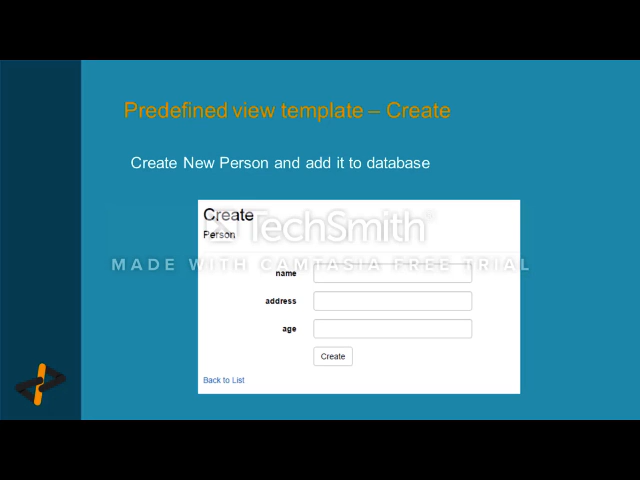 Predefined view template – Create
Create New Person and add it to database
Create
TechSmith
Person
MADE WITH CAMTASIA FREE TRIAL
name
address
age
Create
Back to List